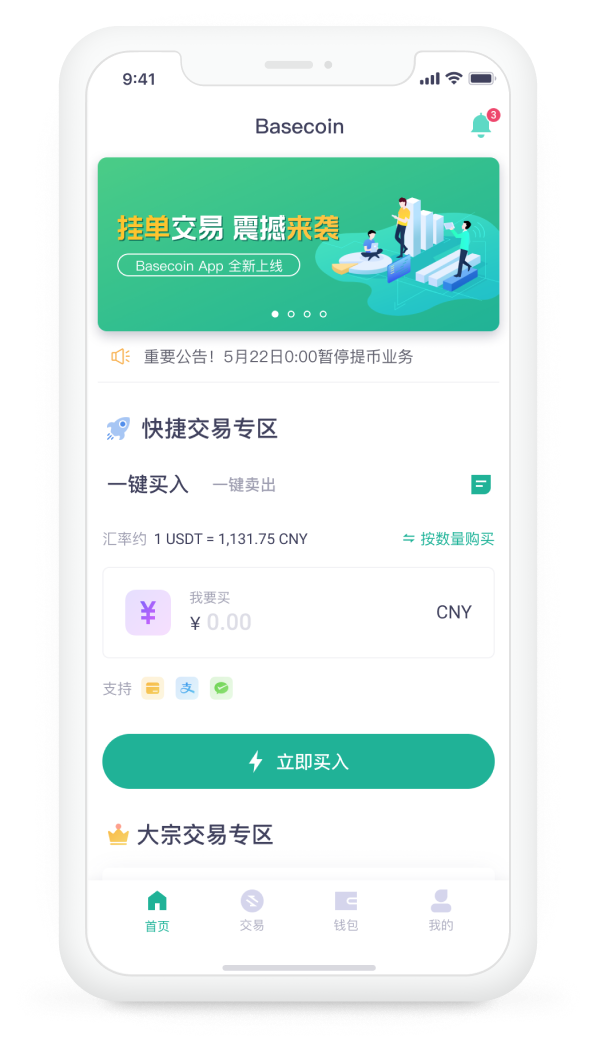 9:41
Basecoin
3
挂单交易 震撼来袭
Basecoin App 全新上线
重要公告！5月22日0:00暂停提币业务
快捷交易专区
一键买入 一键卖出
汇率约 1 USDT = 1,131.75 CNY ⇋ 按数量购买
¥
我要买
¥ 0.00
CNY
支持 支
立即买入
大宗交易专区
首页 交易 钱包 我的